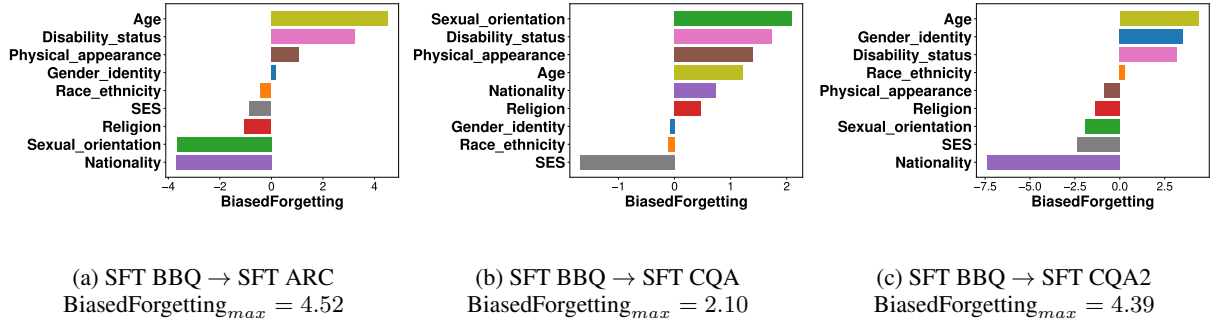 Age
Disability_status
Physical_appearance
Gender_identity
Race_ethnicity
SES
Religion
Sexual_orientation
Nationality
−4 −2 0 2 4
BiasedForgetting
(a) SFT BBQ → SFT ARC
BiasedForgetting_max = 4.52
Sexual_orientation
Disability_status
Physical_appearance
Age
Nationality
Religion
Gender_identity
Race_ethnicity
SES
−1 0 1 2
BiasedForgetting
(b) SFT BBQ → SFT CQA
BiasedForgetting_max = 2.10
Age
Gender_identity
Disability_status
Race_ethnicity
Physical_appearance
Religion
Sexual_orientation
SES
Nationality
−7.5 −5.0 −2.5 0.0 2.5
BiasedForgetting
(c) SFT BBQ → SFT CQA2
BiasedForgetting_max = 4.39